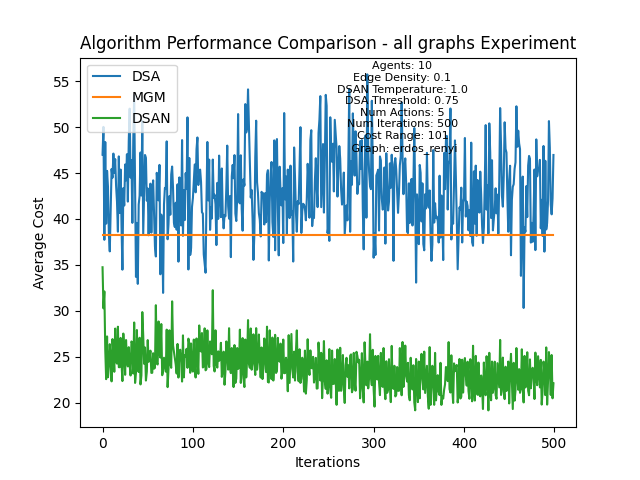 Algorithm Performance Comparison - all graphs Experiment
DSA
MGM
DSAN
Agents: 10
Edge Density: 0.1
DSAN Temperature: 1.0
DSA Threshold: 0.75
Num Actions: 5
Num Iterations: 500
Cost Range: 101
Graph: erdos_renyi
Average Cost
55
50
45
40
35
30
25
20
0
100
200
300
400
500
Iterations